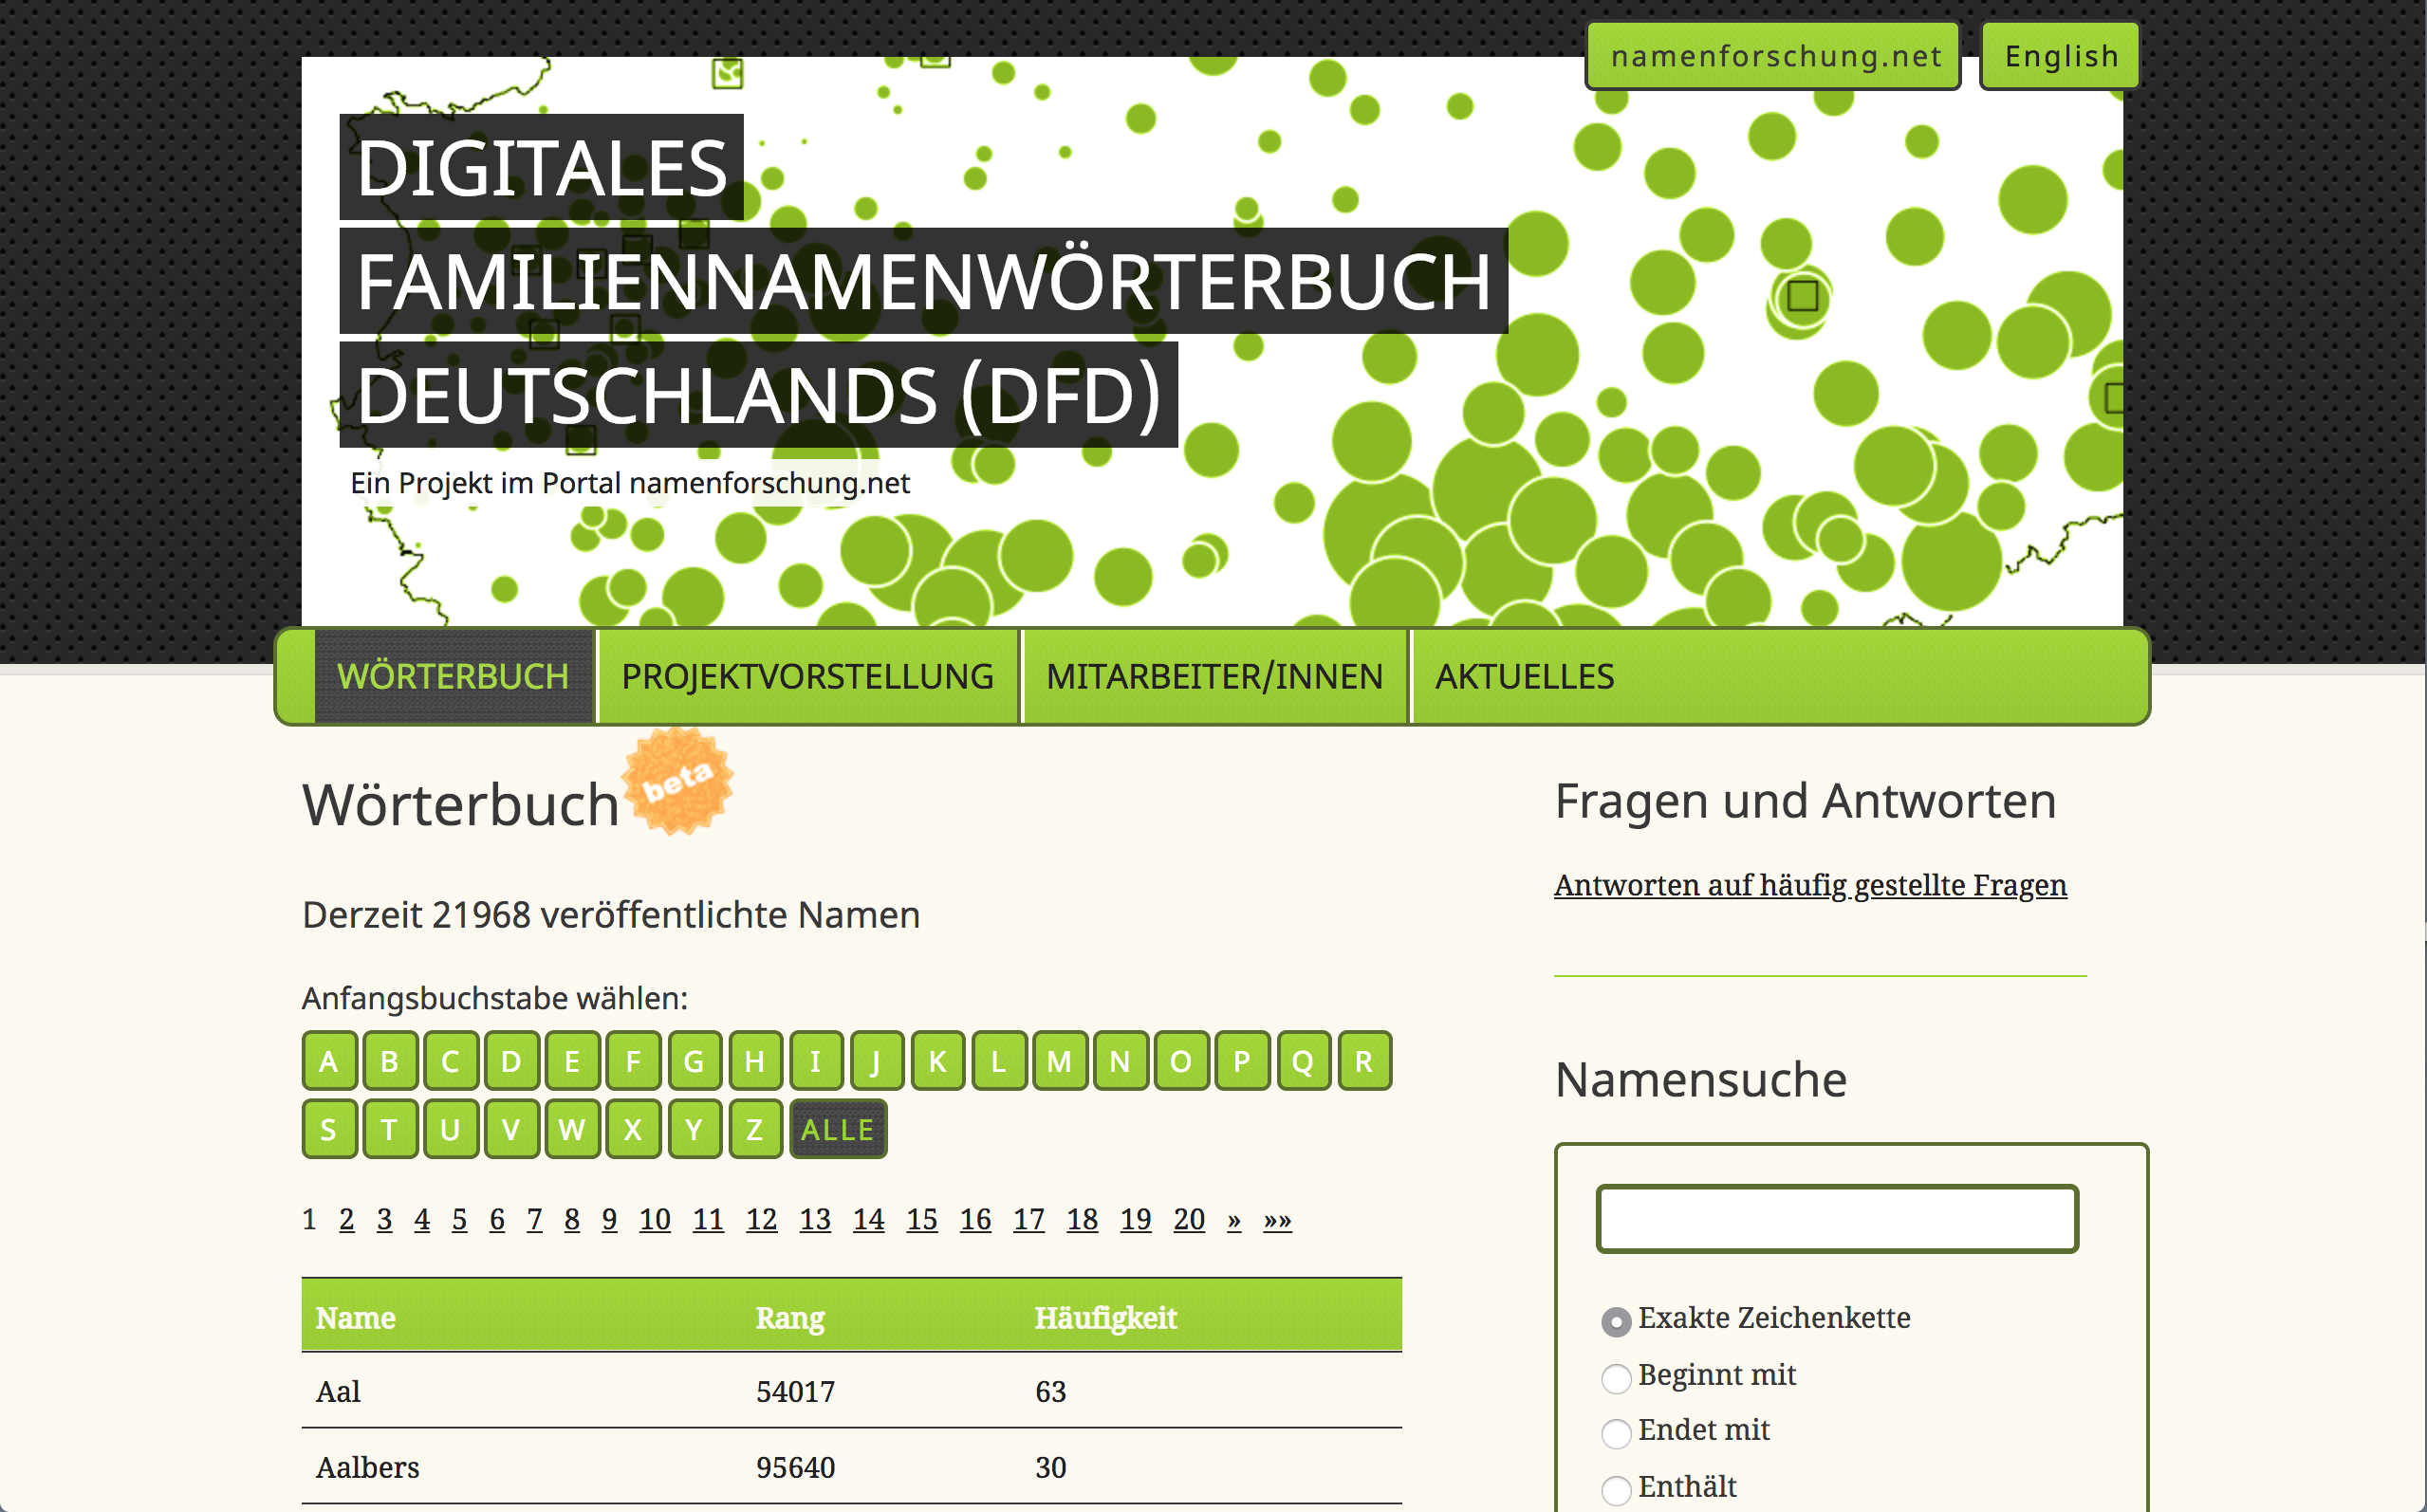 namenforschung.net English
DIGITALES
FAMILIENNAMENWÖRTERBUCH
DEUTSCHLANDS (DFD)
Ein Projekt im Portal namenforschung.net
WÖRTERBUCH PROJEKTVORSTELLUNG MITARBEITER/INNEN AKTUELLES
Wörterbuch beta
Derzeit 21968 veröffentlichte Namen
Anfangsbuchstabe wählen:
A B C D E F G H I J K L M N O P Q R
S T U V W X Y Z ALLE
1 2 3 4 5 6 7 8 9 10 11 12 13 14 15 16 17 18 19 20 » »»
Name Rang Häufigkeit
Aal 54017 63
Aalbers 95640 30
Fragen und Antworten
Antworten auf häufig gestellte Fragen
Namensuche
Exakte Zeichenkette
Beginnt mit
Endet mit
Enthält